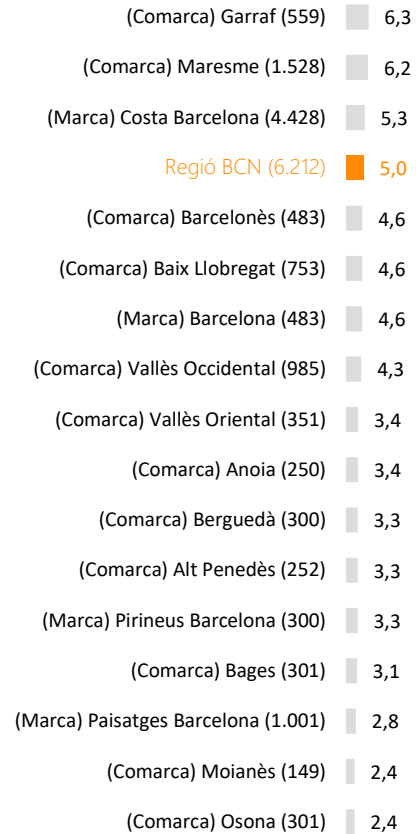 (Comarca) Garraf (559) 6,3
(Comarca) Maresme (1.528) 6,2
(Marca) Costa Barcelona (4.428) 5,3
Regió BCN (6.212) 5,0
(Comarca) Barcelonès (483) 4,6
(Comarca) Baix Llobregat (753) 4,6
(Marca) Barcelona (483) 4,6
(Comarca) Vallès Occidental (985) 4,3
(Comarca) Vallès Oriental (351) 3,4
(Comarca) Anoia (250) 3,4
(Comarca) Berguedà (300) 3,3
(Comarca) Alt Penedès (252) 3,3
(Marca) Pirineus Barcelona (300) 3,3
(Comarca) Bages (301) 3,1
(Marca) Paisatges Barcelona (1.001) 2,8
(Comarca) Moianès (149) 2,4
(Comarca) Osona (301) 2,4